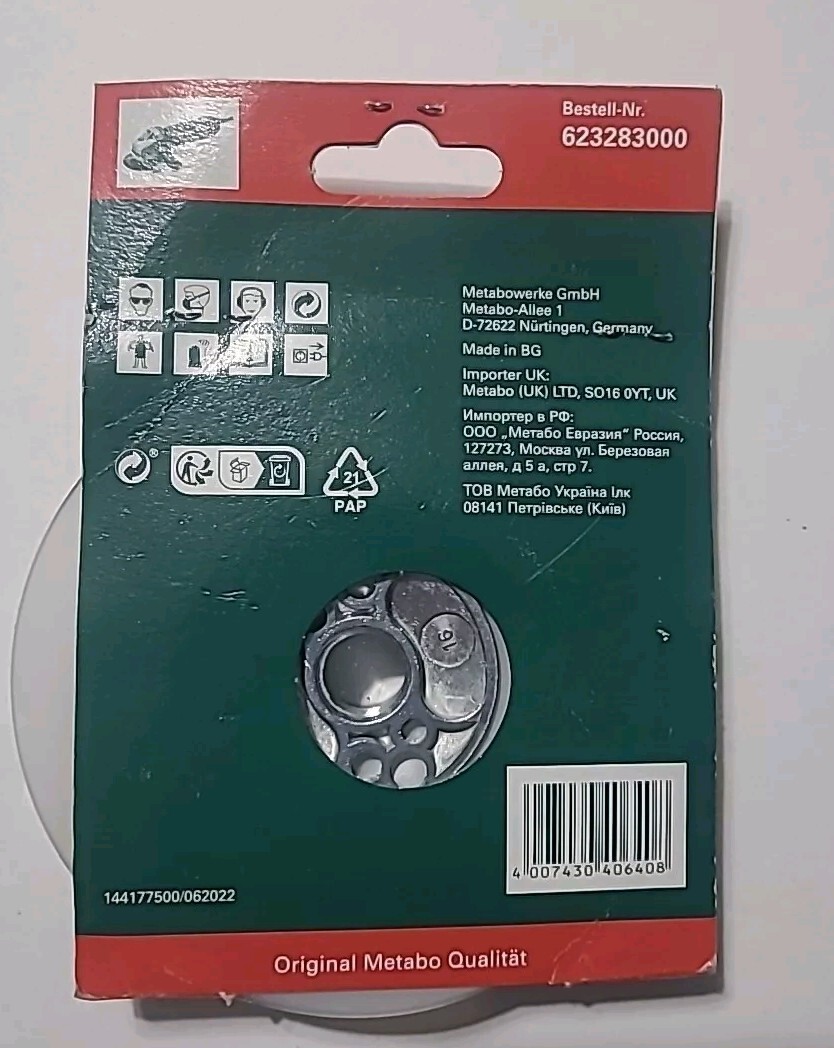 Bestell-Nr.
623283000
Metabowerke GmbH
Metabo-Allee 1
D-72622 Nürtingen, Germany
Made in BG
Importer UK:
Metabo (UK) LTD, SO16 0YT, UK
Импортер в РФ:
ООО „Метабо Евразия“ Россия,
127273, Москва ул. Березовая
аллея, д 5 а, стр 7.
ТОВ Метабо Україна Ілк
08141 Петрівське (Київ)
®
21
PAP
16
4 007430 406408
144177500/062022
Original Metabo Qualität